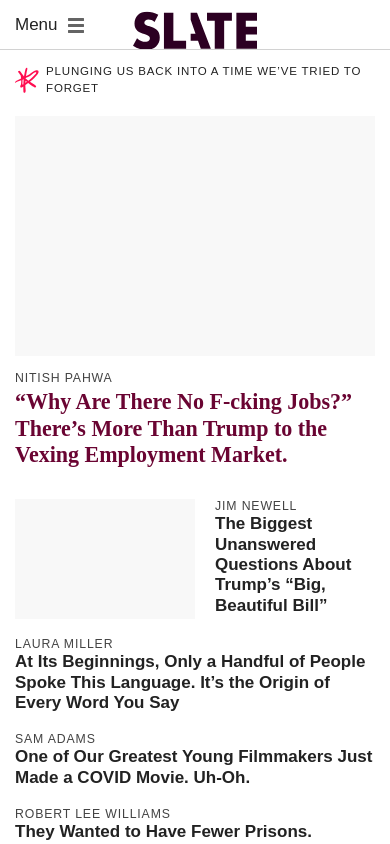 Menu
SLATE
PLUNGING US BACK INTO A TIME WE’VE TRIED TO
FORGET
NITISH PAHWA
“Why Are There No F-cking Jobs?”
There’s More Than Trump to the
Vexing Employment Market.
JIM NEWELL
The Biggest
Unanswered
Questions About
Trump’s “Big,
Beautiful Bill”
LAURA MILLER
At Its Beginnings, Only a Handful of People
Spoke This Language. It’s the Origin of
Every Word You Say
SAM ADAMS
One of Our Greatest Young Filmmakers Just
Made a COVID Movie. Uh-Oh.
ROBERT LEE WILLIAMS
They Wanted to Have Fewer Prisons.